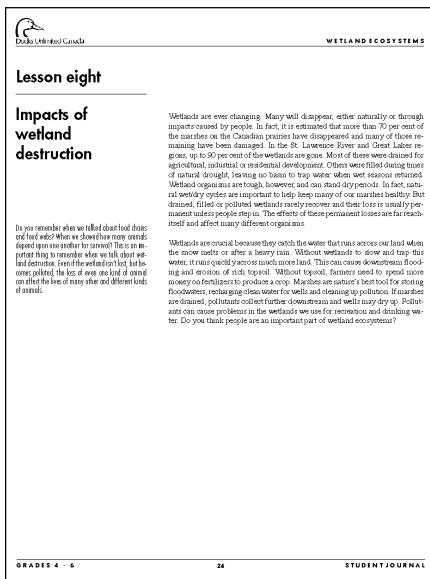 Ducks Unlimited Canada
WETLAND ECOSYSTEMS
Lesson eight
Impacts of
wetland
destruction
Do you remember when we talked about food chains
and food webs? When we showed how many animals
depend upon one another for survival? This is an im-
portant thing to remember when we talk about wet-
land destruction. Even if the wetland isn't lost, but be-
comes polluted, the loss of even one kind of animal
can affect the lives of many other and different kinds
of animals.
Wetlands are ever changing. Many will disappear, either naturally or through
impacts caused by people. In fact, it is estimated that more than 70 per cent of
the marshes on the Canadian prairies have disappeared and many of those re-
maining have been damaged. In the St. Lawrence River and Great Lakes re-
gions, up to 90 per cent of the wetlands are gone. Most of these were drained for
agricultural, industrial or residential development. Others were filled during times
of natural drought, leaving no basin to trap water when wet seasons returned.
Wetland organisms are tough, however, and can stand dry periods. In fact, natu-
ral wet/dry cycles are important to help keep many of our marshes healthy. But
drained, filled or polluted wetlands rarely recover and their loss is usually per-
manent unless people step in. The effects of these permanent losses are far reach-
itself and affect many different organisms.
Wetlands are crucial because they catch the water that runs across our land when
the snow melts or after a heavy rain. Without wetlands to slow and trap this
water, it runs quickly across much more land. This can cause downstream flood-
ing and erosion of rich topsoil. Without topsoil, farmers need to spend more
money on fertilizers to produce a crop. Marshes are nature's best tool for storing
floodwaters, recharging clean water for wells and cleaning up pollution. If marshes
are drained, pollutants collect further downstream and wells may dry up. Pollut-
ants can cause problems in the wetlands we use for recreation and drinking wa-
ter. Do you think people are an important part of wetland ecosystems?
GRADES 4 - 6
24
STUDENT JOURNAL